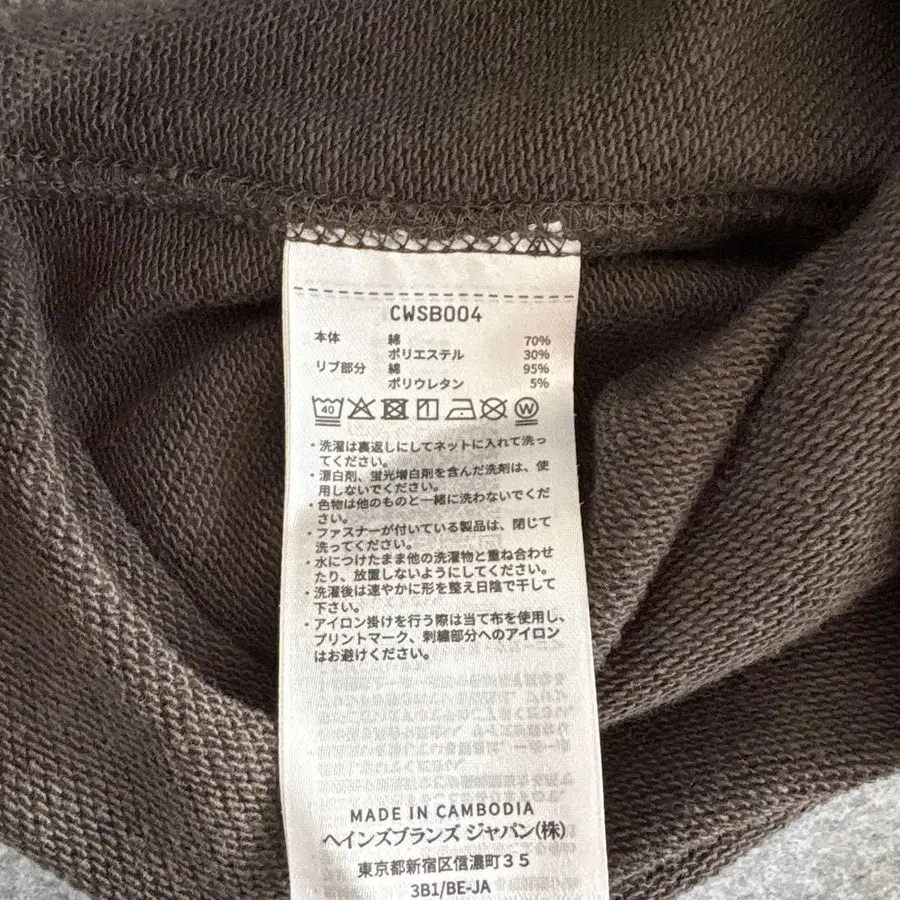 CWSB004
本体 綿 70%
ポリエステル 30%
リブ部分 綿 95%
ポリウレタン 5%
40 W
・洗濯は裏返しにしてネットに入れて洗っ
てください。
・漂白剤、蛍光増白剤を含んだ洗剤は、使
用しないでください。
・色物は他のものと一緒に洗わないでくだ
さい。
・ファスナーが付いている製品は、閉じて
洗ってください。
・水につけたまま他の洗濯物と重ね合わせ
たり、放置しないようにしてください。
・洗濯後は速やかに形を整え日陰で干して
下さい。
・アイロン掛けを行う際は当て布を使用し、
プリントマーク、刺繍部分へのアイロン
はお避けください。
MADE IN CAMBODIA
ヘインズブランズ ジャパン(株)
東京都新宿区信濃町35
3B1/BE-JA